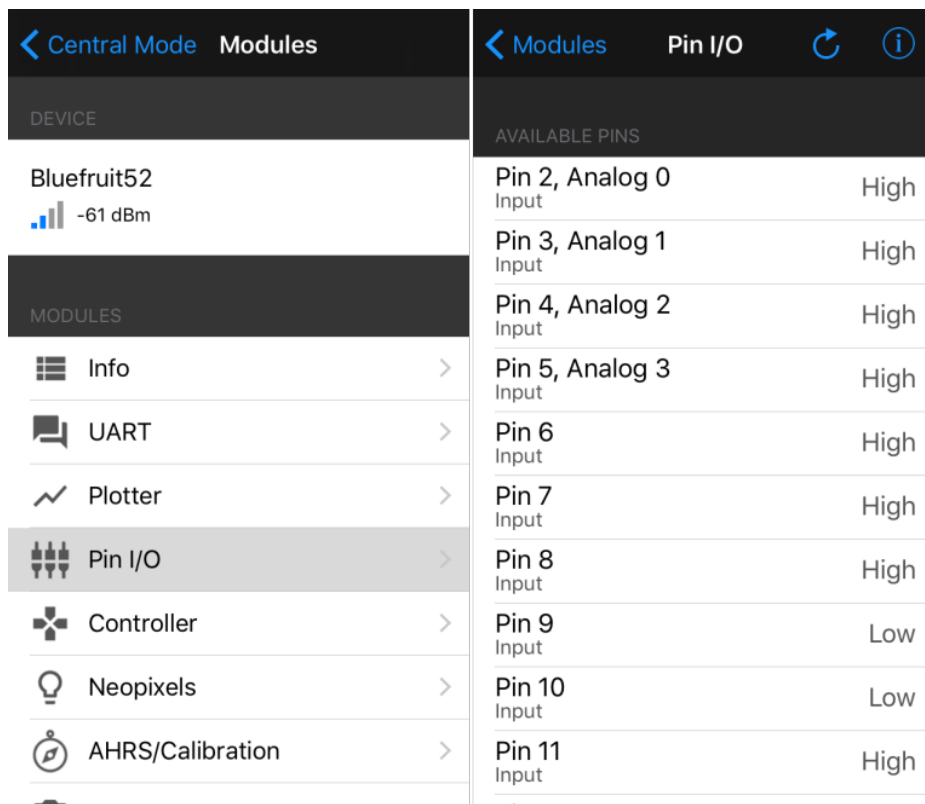 Central Mode Modules
DEVICE
Bluefruit52
-61 dBm
MODULES
Info
UART
Plotter
Pin I/O
Controller
Neopixels
AHRS/Calibration
Modules Pin I/O i
AVAILABLE PINS
Pin 2, Analog 0
Input
High
Pin 3, Analog 1
Input
High
Pin 4, Analog 2
Input
High
Pin 5, Analog 3
Input
High
Pin 6
Input
High
Pin 7
Input
High
Pin 8
Input
High
Pin 9
Input
Low
Pin 10
Input
Low
Pin 11
Input
High